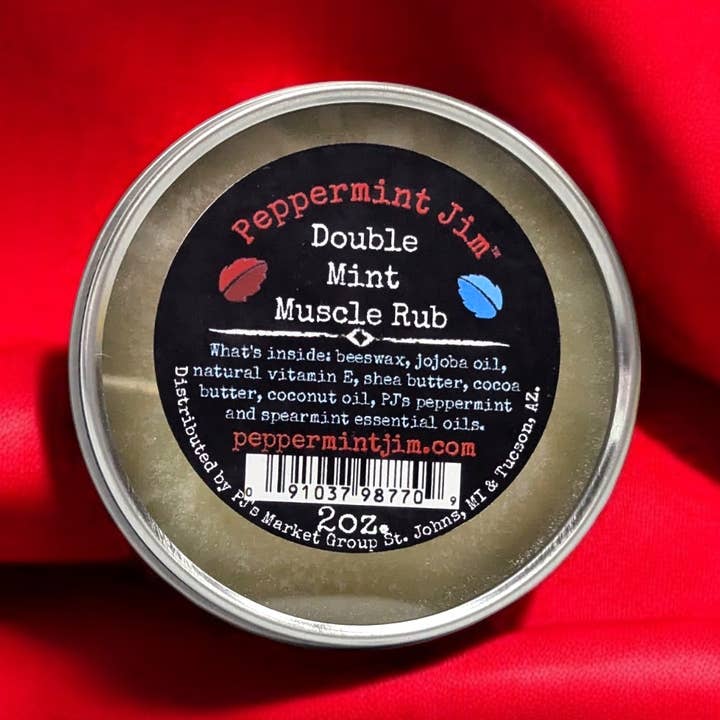 Peppermint Jim™
Double
Mint
Muscle Rub
What's inside: beeswax, jojoba oil,
natural vitamin E, shea butter, cocoa
butter, coconut oil, PJ's peppermint
and spearmint essential oils.
peppermintjim.com
0 91037 98770 9
2oz.
Distributed by PJ's Market Group St. Johns, MI & Tucson, AZ.